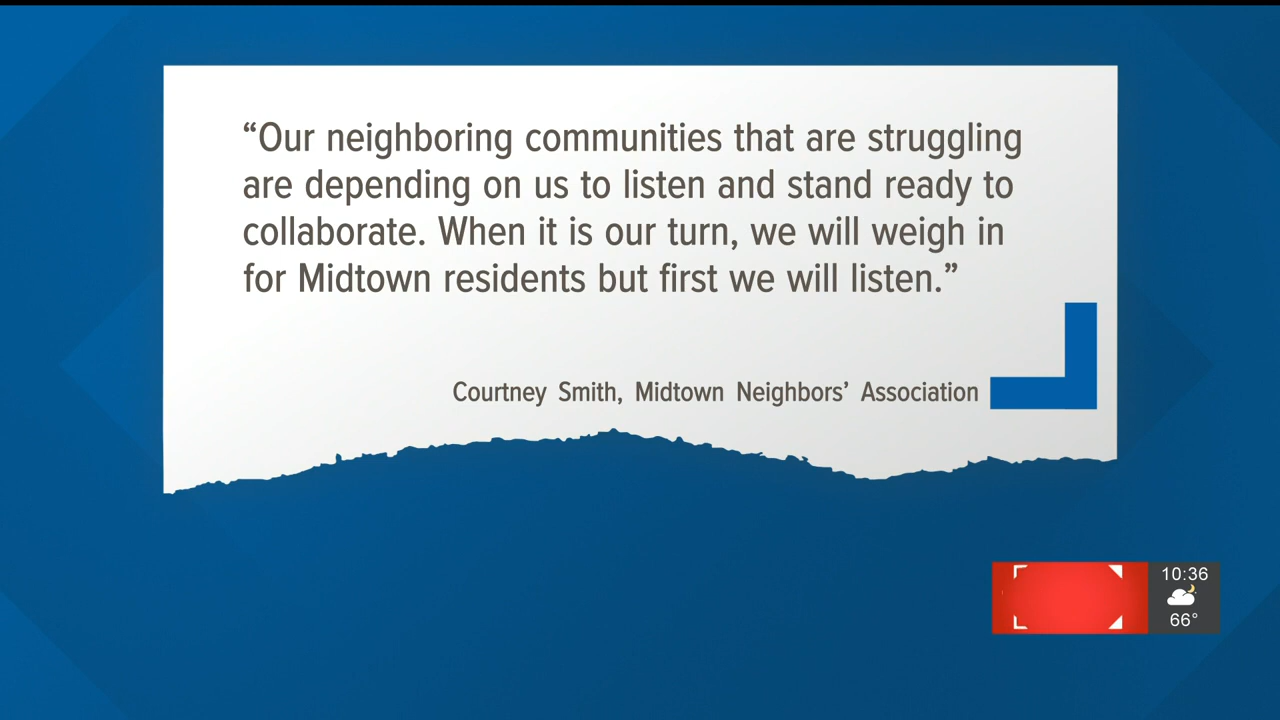 “Our neighboring communities that are struggling
are depending on us to listen and stand ready to
collaborate. When it is our turn, we will weigh in
for Midtown residents but first we will listen.”
Courtney Smith, Midtown Neighbors’ Association
10:36
66°